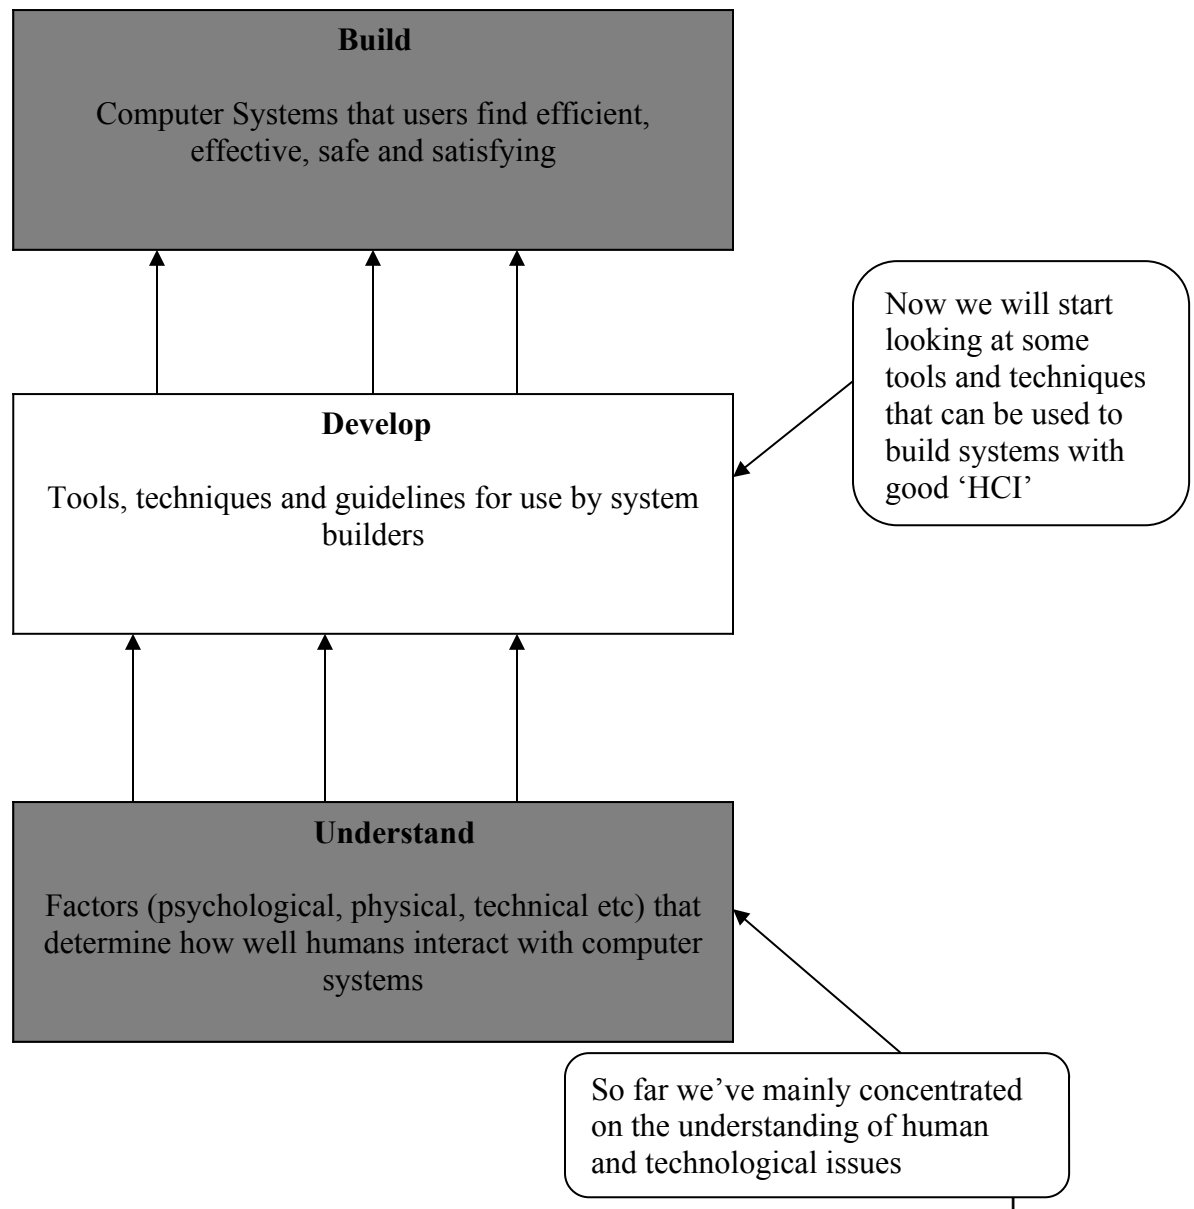 Build
Computer Systems that users find efficient,
effective, safe and satisfying
Now we will start
looking at some
tools and techniques
that can be used to
build systems with
good ‘HCI’
Develop
Tools, techniques and guidelines for use by system
builders
Understand
Factors (psychological, physical, technical etc) that
determine how well humans interact with computer
systems
So far we’ve mainly concentrated
on the understanding of human
and technological issues